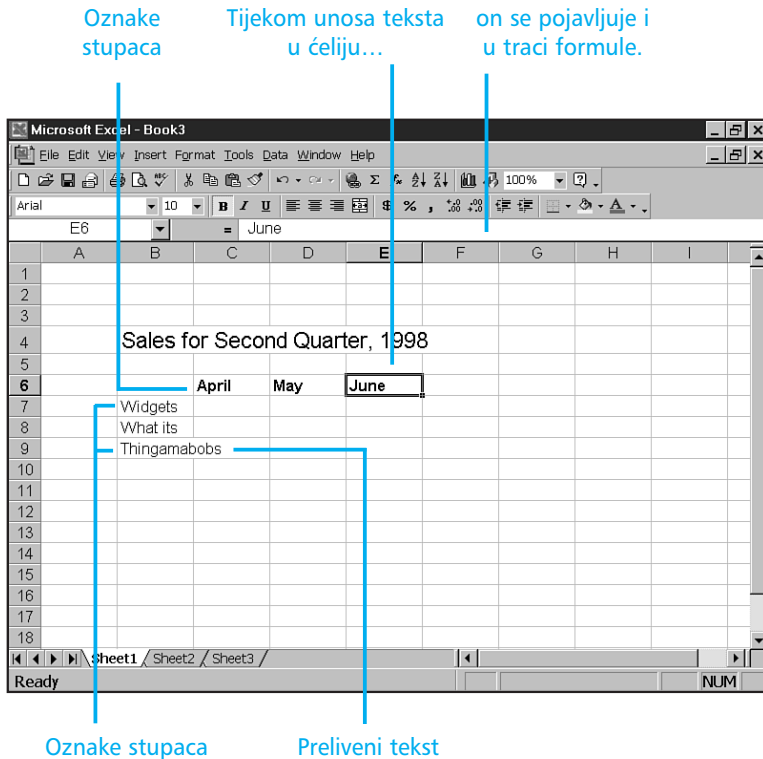 Oznake stupaca
Tijekom unosa teksta u ćeliju...
on se pojavljuje i u traci formule.
Microsoft Excel - Book3
File Edit View Insert Format Tools Data Window Help
100%
Arial 10 B I U $ % ,
E6 = June
A B C D E F G H I
1
2
3
4 Sales for Second Quarter, 1998
5
6 April May June
7 Widgets
8 What its
9 Thingamabobs
10
11
12
13
14
15
16
17
18
Sheet1 Sheet2 Sheet3
Ready NUM
Oznake stupaca Preliveni tekst